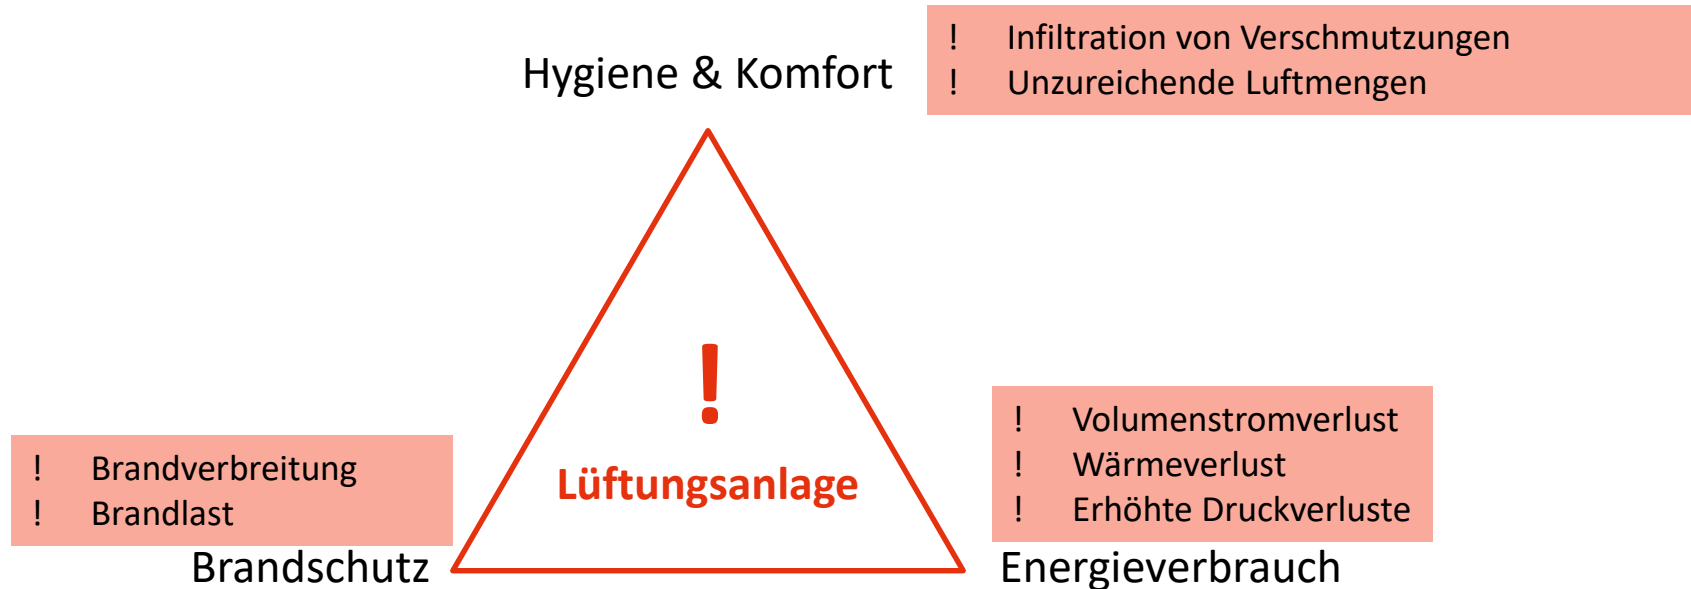 Hygiene & Komfort
! Infiltration von Verschmutzungen
! Unzureichende Luftmengen
!
Lüftungsanlage
! Brandverbreitung
! Brandlast
Brandschutz
! Volumenstromverlust
! Wärmeverlust
! Erhöhte Druckverluste
Energieverbrauch